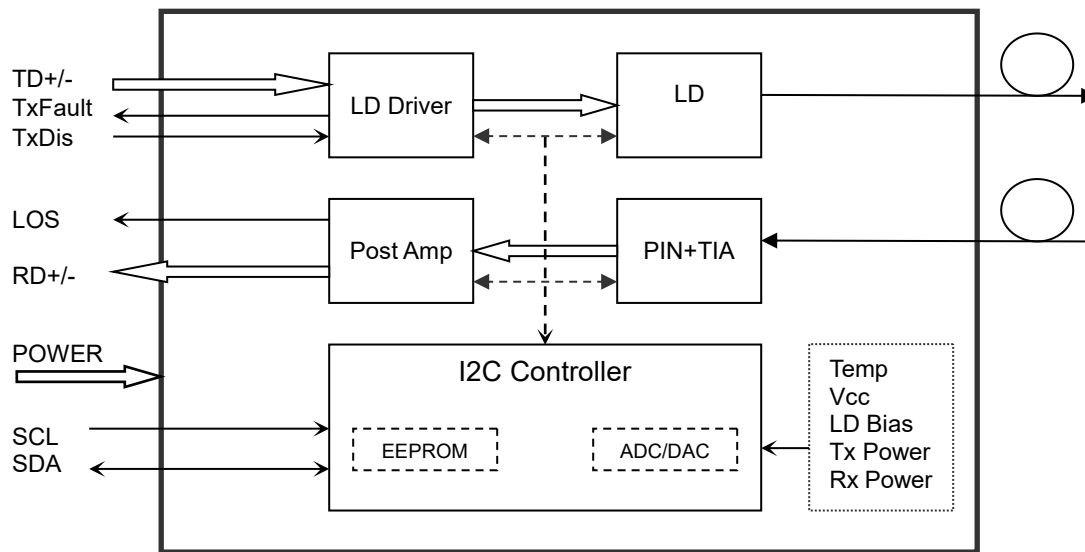 TD+/-
TxFault
TxDis
LD Driver
LD
LOS
RD+/-
Post Amp
PIN+TIA
POWER
SCL
SDA
I2C Controller
EEPROM
ADC/DAC
Temp
Vcc
LD Bias
Tx Power
Rx Power